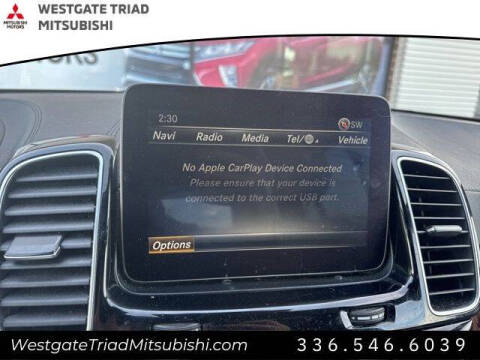 WESTGATE TRIAD
MITSUBISHI
MITSUBISHI
MOTORS
ORS
2:30
SW
Navi Radio Media Tel/ Vehicle
No Apple CarPlay Device Connected
Please ensure that your device is
connected to the correct USB port.
Options
WestgateTriadMitsubishi.com
336.546.6039